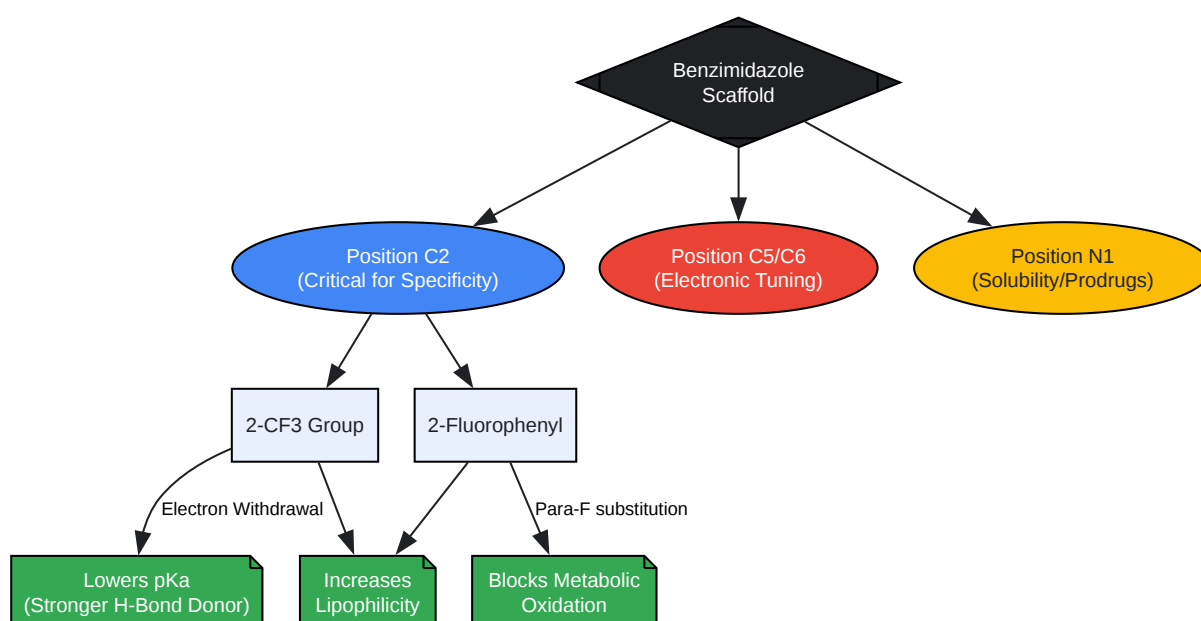 Benzimidazole
Scaffold
Position C2
(Critical for Specificity)
Position C5/C6
(Electronic Tuning)
Position N1
(Solubility/Prodrugs)
2-CF3 Group
2-Fluorophenyl
Electron Withdrawal
Para-F substitution
Lowers pKa
(Stronger H-Bond Donor)
Increases
Lipophilicity
Blocks Metabolic
Oxidation